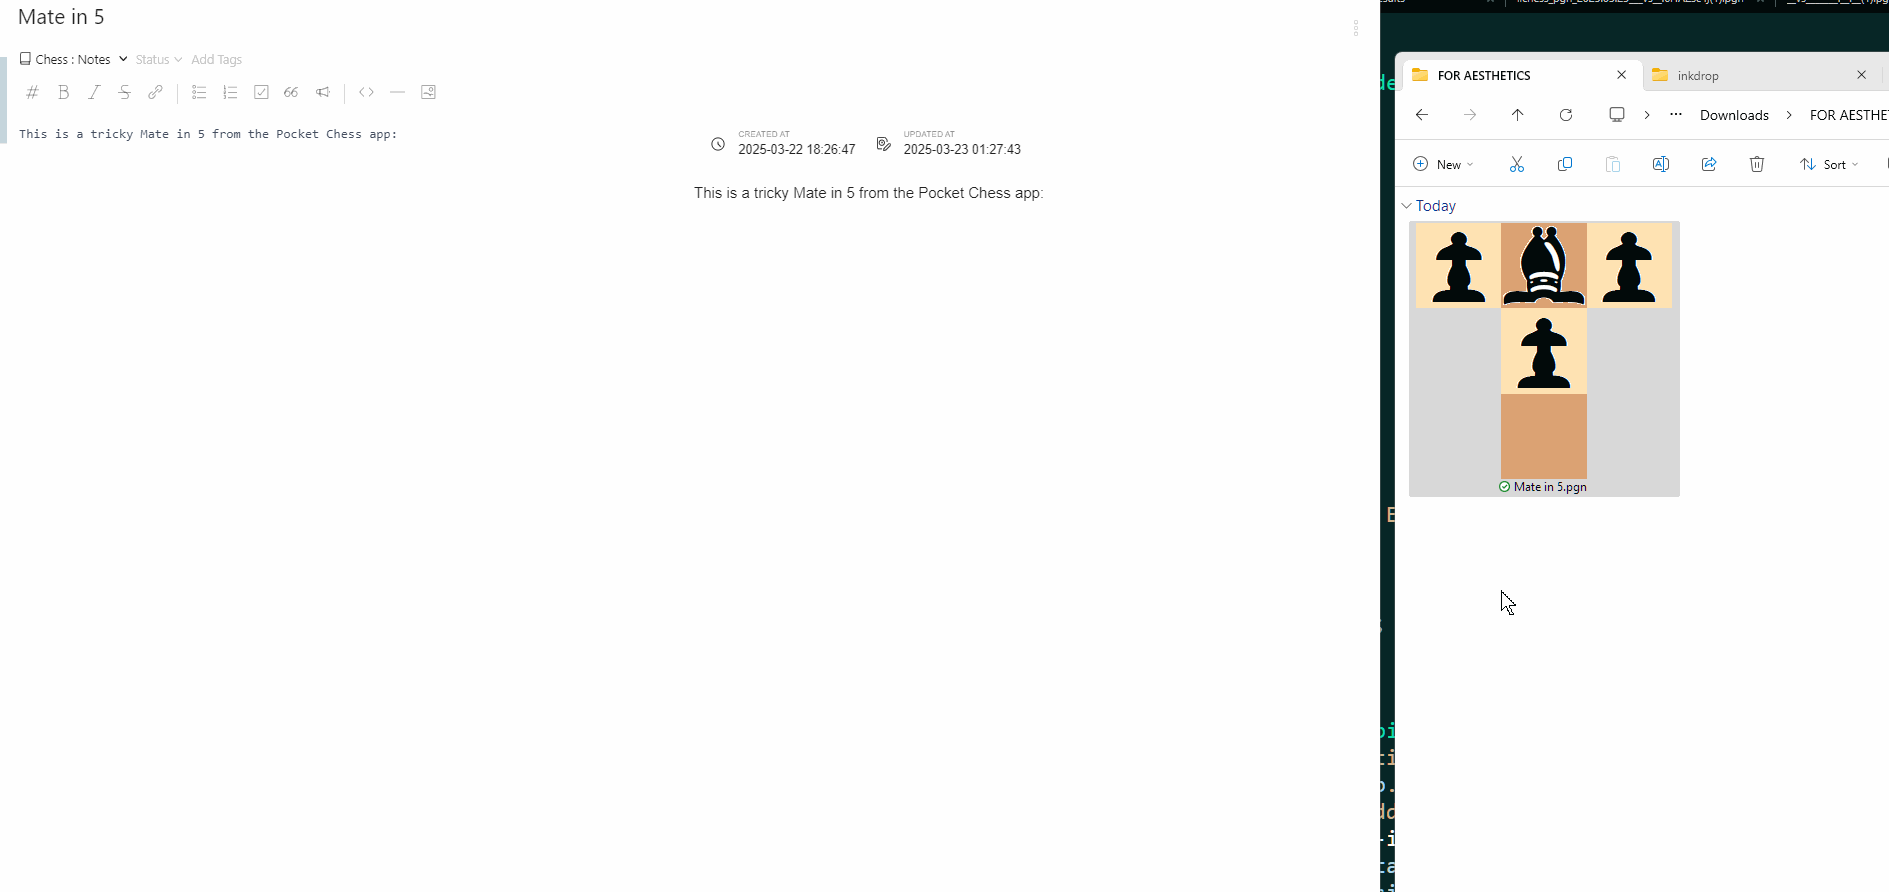 Mate in 5
Chess : Notes Status Add Tags
This is a tricky Mate in 5 from the Pocket Chess app:
CREATED AT
2025-03-22 18:26:47
UPDATED AT
2025-03-23 01:27:43
This is a tricky Mate in 5 from the Pocket Chess app:
FOR AESTHETICS
inkdrop
Downloads
FOR AESTHE
New
Sort
Today
Mate in 5.pgn